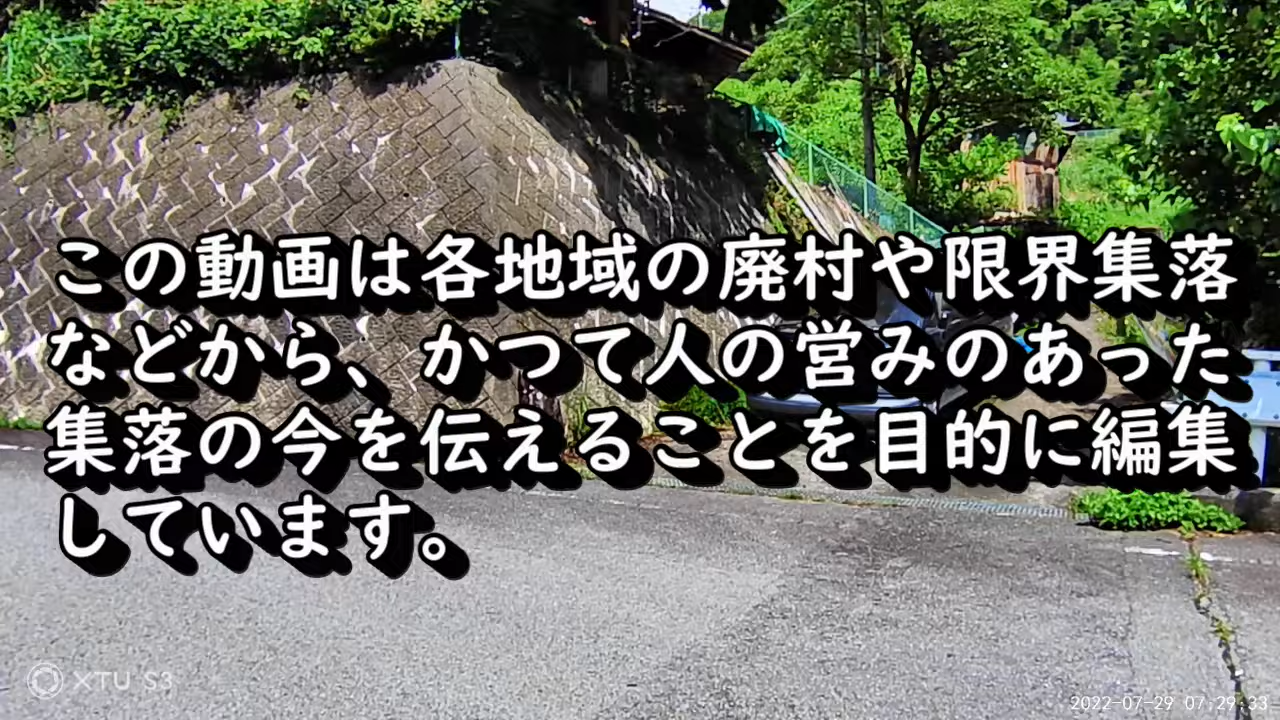 この動画は各地域の廃村や限界集落
などから、かつて人の営みのあった
集落の今を伝えることを目的に編集
しています。
XTU S3
2022-07-29 07:29:33